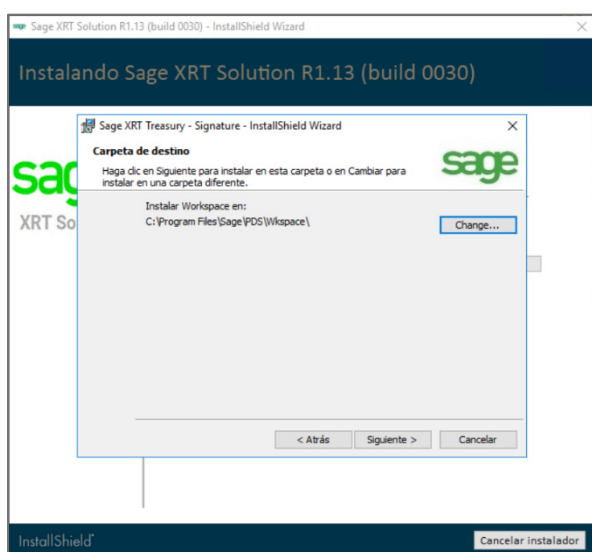 Sage XRT Solution R1.13 (build 0030) - InstallShield Wizard
Instalando Sage XRT Solution R1.13 (build 0030)
Sage XRT Treasury - Signature - InstallShield Wizard
Carpeta de destino
Haga clic en Siguiente para instalar en esta carpeta o en Cambiar para
instalar en una carpeta diferente.
sage
sag
XRT So
Instalar Workspace en:
C:\Program Files\Sage\PDS\Wkspace\
Change...
< Atrás
Siguiente >
Cancelar
InstallShield
Cancelar instalador